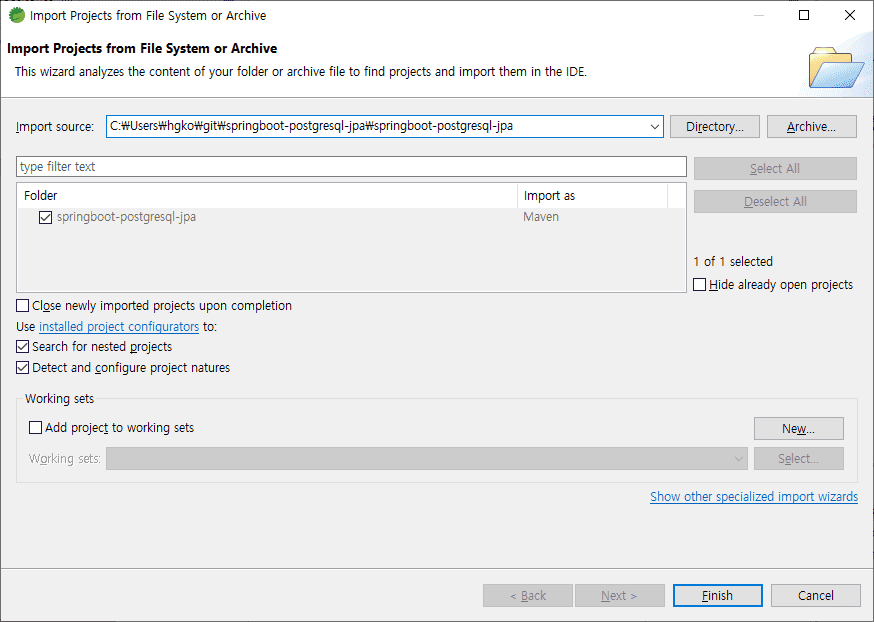 Import Projects from File System or Archive
Import Projects from File System or Archive
This wizard analyzes the content of your folder or archive file to find projects and import them in the IDE.
Import source: C:₩Users₩hgko₩git₩springboot-postgresql-jpa₩springboot-postgresql-jpa Directory... Archive...
type filter text Select All
Folder Import as Deselect All
springboot-postgresql-jpa Maven
1 of 1 selected
Hide already open projects
Close newly imported projects upon completion
Use installed project configurators to:
Search for nested projects
Detect and configure project natures
Working sets
Add project to working sets New...
Working sets: Select...
Show other specialized import wizards
< Back Next > Finish Cancel